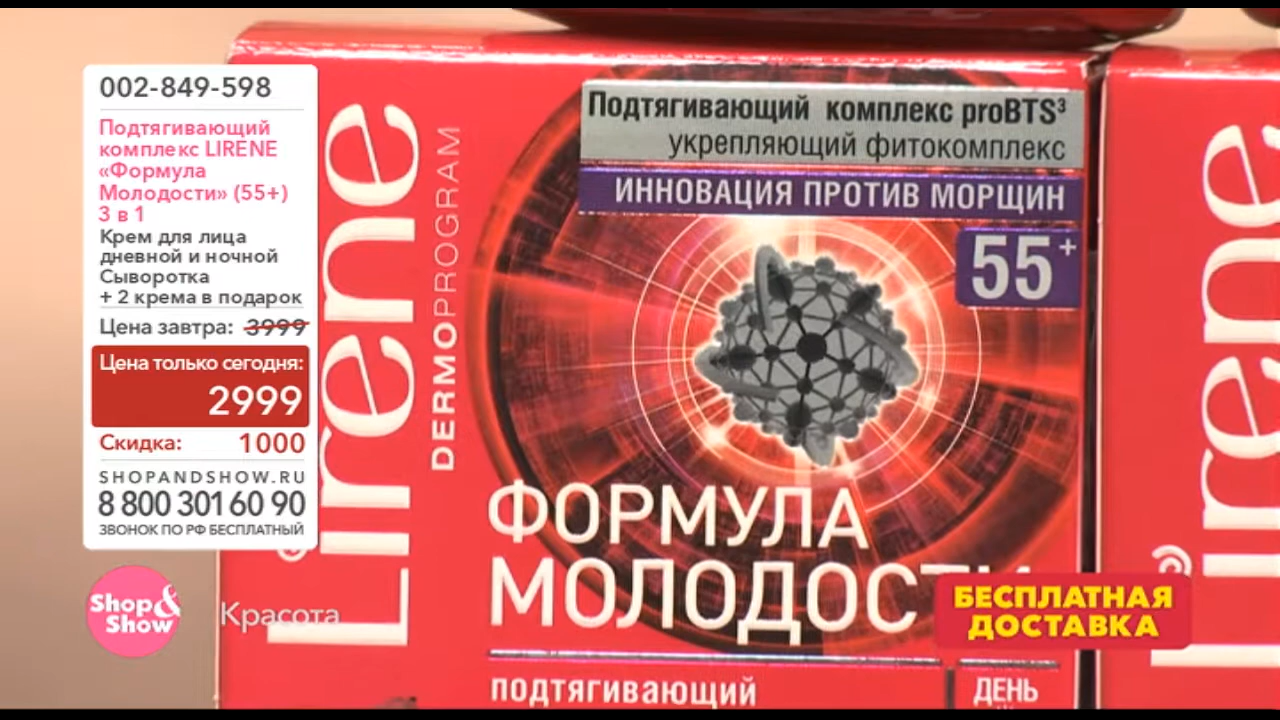 002-849-598
Подтягивающий
комплекс LIRENE
«Формула
Молодости» (55+)
3 в 1
Крем для лица
дневной и ночной
Сыворотка
+ 2 крема в подарок
Цена завтра: 3999
Цена только сегодня:
2999
Скидка: 1000
SHOPANDSHOW.RU
8 800 301 60 90
ЗВОНОК ПО РФ БЕСПЛАТНЫЙ
Shop&
Show
Красота
Lirene
DERMOPROGRAM
Подтягивающий комплекс proBTS³
укрепляющий фитокомплекс
ИННОВАЦИЯ ПРОТИВ МОРЩИН
55+
ФОРМУЛА
МОЛОДОСТИ
подтягивающий
ДЕНЬ
БЕСПЛАТНАЯ
ДОСТАВКА
Lirene